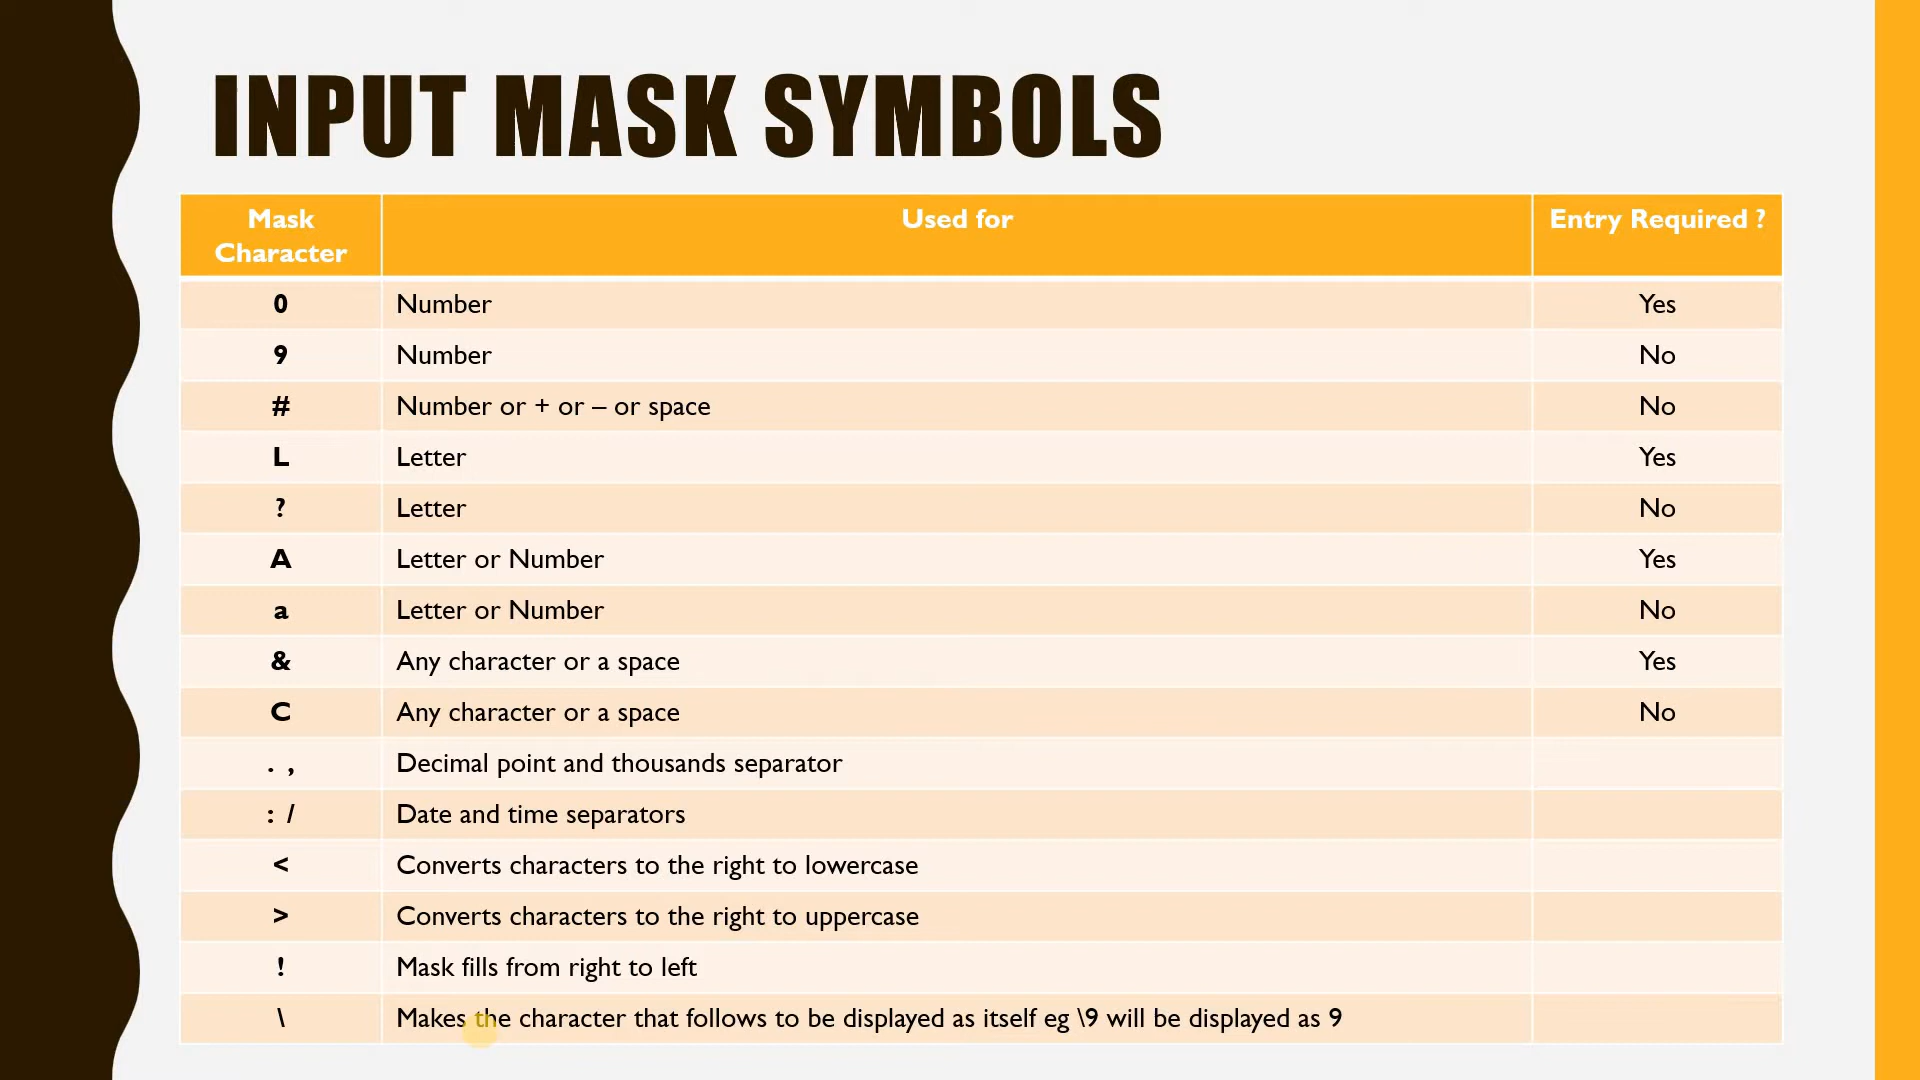 INPUT MASK SYMBOLS
Mask Character Used for Entry Required ?
0 Number Yes
9 Number No
# Number or + or – or space No
L Letter Yes
? Letter No
A Letter or Number Yes
a Letter or Number No
& Any character or a space Yes
C Any character or a space No
. , Decimal point and thousands separator
: / Date and time separators
< Converts characters to the right to lowercase
> Converts characters to the right to uppercase
! Mask fills from right to left
\ Makes the character that follows to be displayed as itself eg \9 will be displayed as 9